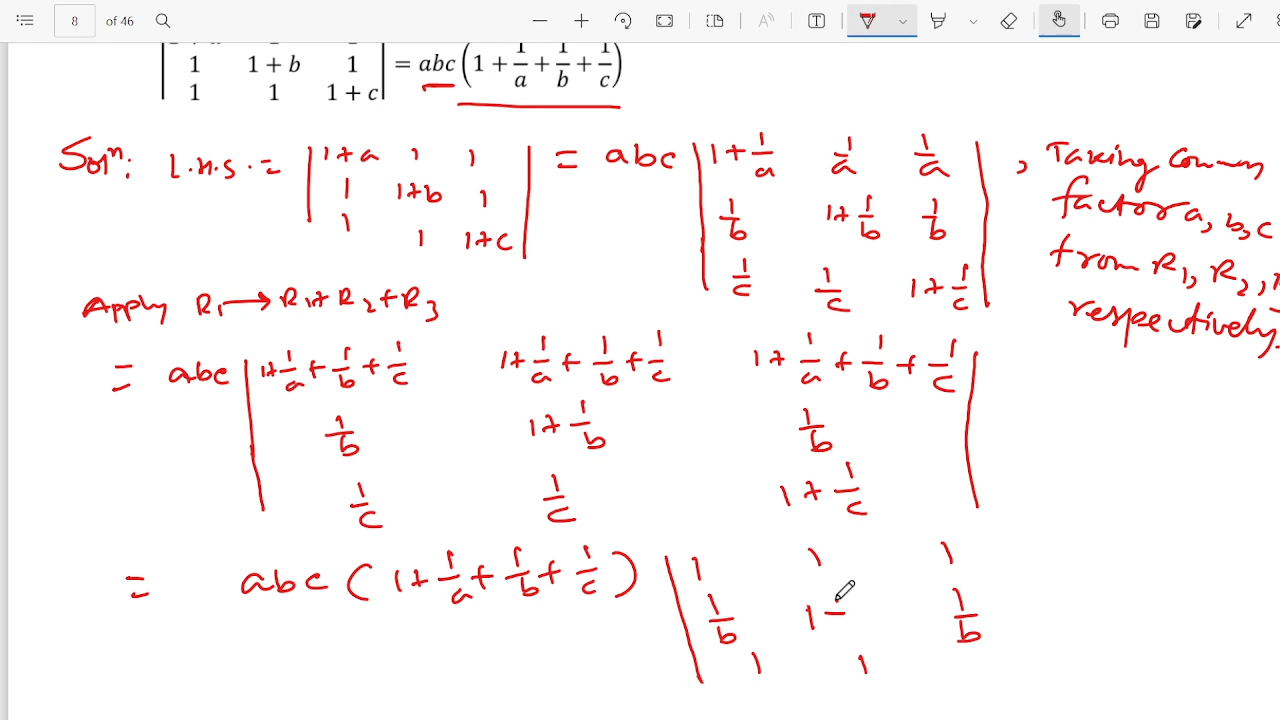 8 of 46
1 1 + b 1 = abc (1 + 1/a + 1/b + 1/c)
1 1 1 + c
Solⁿ: L.H.S. = | 1+a 1 1 | = abc | 1+1/a 1/a 1/a | , Taking Common
1 1+b 1 | 1/b 1+1/b 1/b | factor a, b, c
1 1 1+c | 1/c 1/c 1+1/c | from R₁, R₂,
respectively.
Apply R₁ → R₁+R₂+R₃
= abc | 1+1/a+1/b+1/c 1+1/a+1/b+1/c 1+1/a+1/b+1/c |
1/b 1+1/b 1/b
1/c 1/c 1+1/c
= abc (1+1/a+1/b+1/c) | 1 1 1
1/b 1 – 1/b
1 1